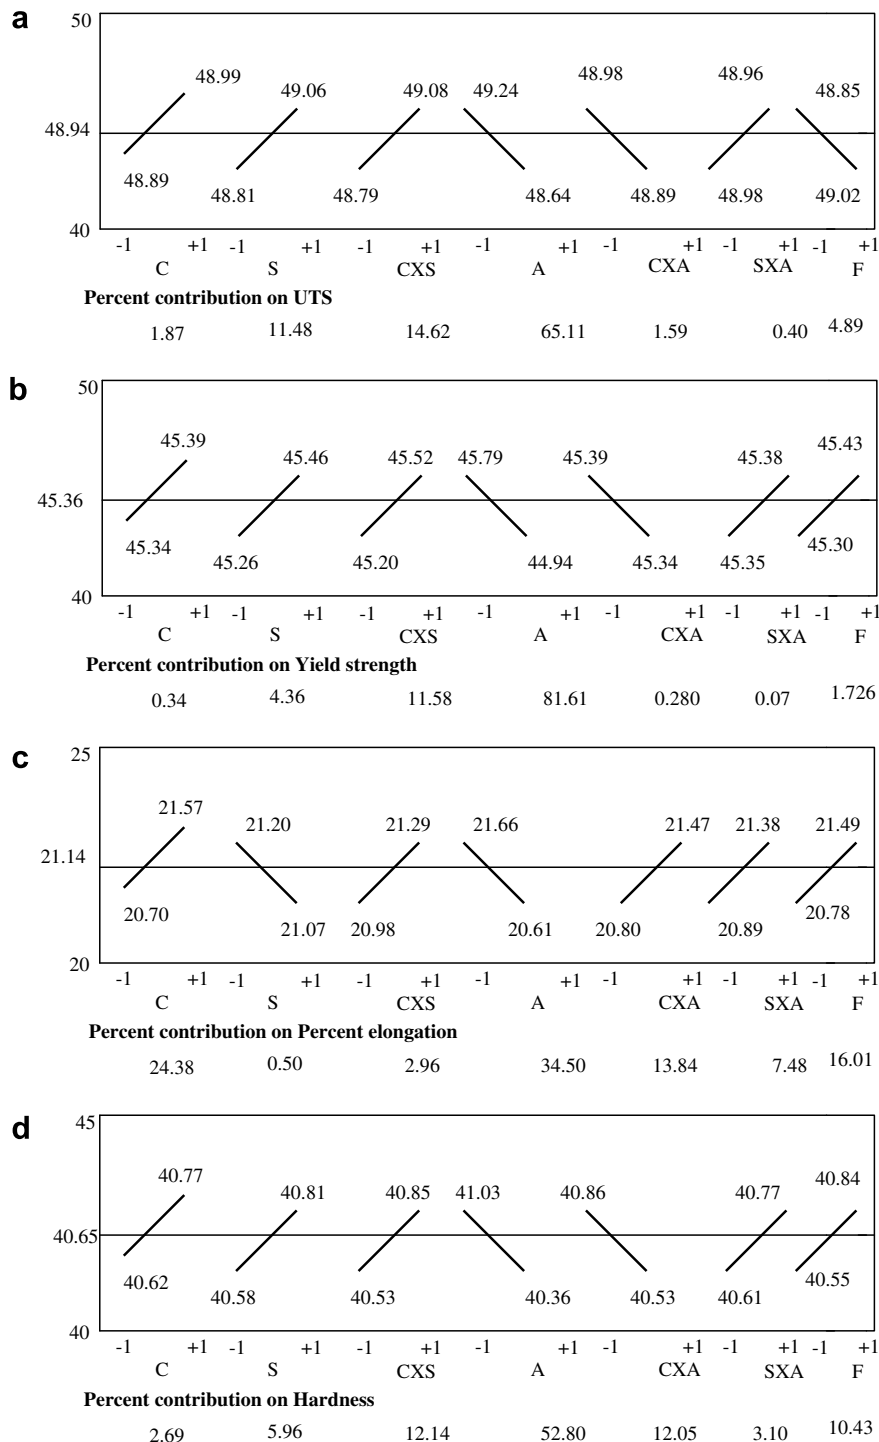 a
50
48.99 49.06 49.08 49.24 48.98 48.96 48.85
48.94
48.89 48.81 48.79 48.64 48.89 48.98 49.02
40
-1 +1 -1 +1 -1 +1 -1 +1 -1 +1 -1 +1 -1 +1
C S CXS A CXA SXA F
Percent contribution on UTS
1.87 11.48 14.62 65.11 1.59 0.40 4.89
b
50
45.39 45.46 45.52 45.79 45.39 45.38 45.43
45.36
45.34 45.26 45.20 44.94 45.34 45.35 45.30
40
-1 +1 -1 +1 -1 +1 -1 +1 -1 +1 -1 +1 -1 +1
C S CXS A CXA SXA F
Percent contribution on Yield strength
0.34 4.36 11.58 81.61 0.280 0.07 1.726
c
25
21.57 21.20 21.29 21.66 21.47 21.38 21.49
21.14
20.70 21.07 20.98 20.61 20.80 20.89 20.78
20
-1 +1 -1 +1 -1 +1 -1 +1 -1 +1 -1 +1 -1 +1
C S CXS A CXA SXA F
Percent contribution on Percent elongation
24.38 0.50 2.96 34.50 13.84 7.48 16.01
d
45
40.77 40.81 40.85 41.03 40.86 40.77 40.84
40.65
40.62 40.58 40.53 40.36 40.53 40.61 40.55
40
-1 +1 -1 +1 -1 +1 -1 +1 -1 +1 -1 +1 -1 +1
C S CXS A CXA SXA F
Percent contribution on Hardness
2.69 5.96 12.14 52.80 12.05 3.10 10.43